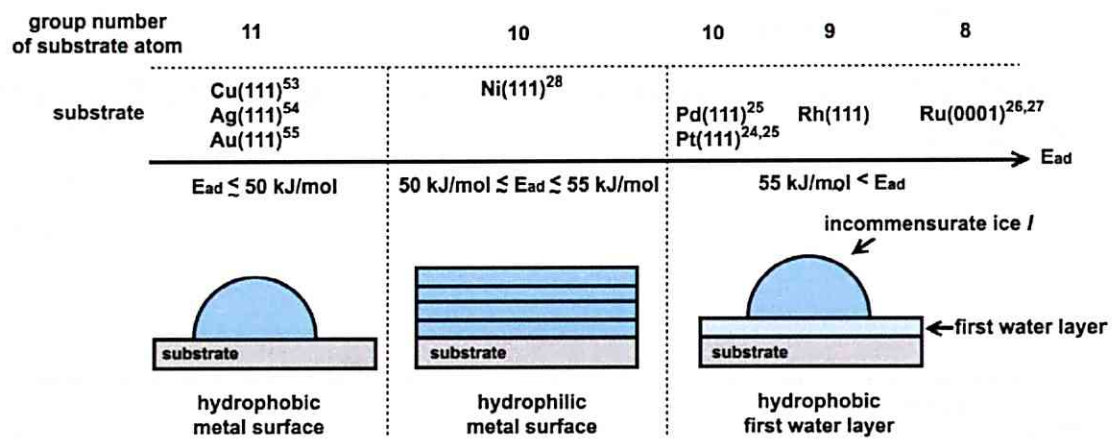 group number
of substrate atom
11
10
10
9
8
substrate
Cu(111)53
Ag(111)54
Au(111)55
Ni(111)28
Pd(111)25
Pt(111)24,25
Rh(111)
Ru(0001)26,27
Ead
Ead ≲ 50 kJ/mol
50 kJ/mol ≲ Ead ≲ 55 kJ/mol
55 kJ/mol < Ead
incommensurate ice I
first water layer
substrate
substrate
substrate
hydrophobic
metal surface
hydrophilic
metal surface
hydrophobic
first water layer